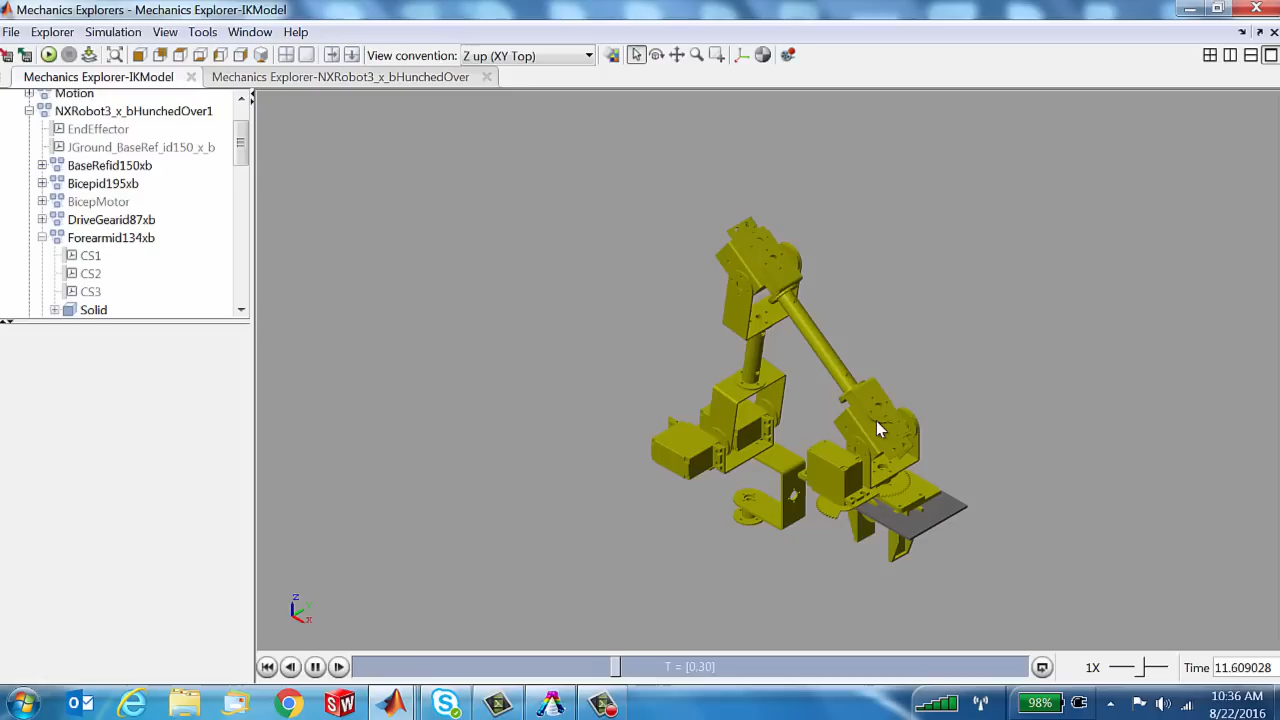 Mechanics Explorers - Mechanics Explorer-IKModel
File Explorer Simulation View Tools Window Help
View convention: Z up (XY Top)
Mechanics Explorer-IKModel Mechanics Explorer-NXRobot3_x_bHunchedOver
Motion
NXRobot3_x_bHunchedOver1
EndEffector
JGround_BaseRef_id150_x_b
BaseRefid150xb
Bicepid195xb
BicepMotor
DriveGearid87xb
Forearmid134xb
CS1
CS2
CS3
Solid
Z
Y
X
T = [0,30] 1X Time 11.609028
98% 10:36 AM
8/22/2016